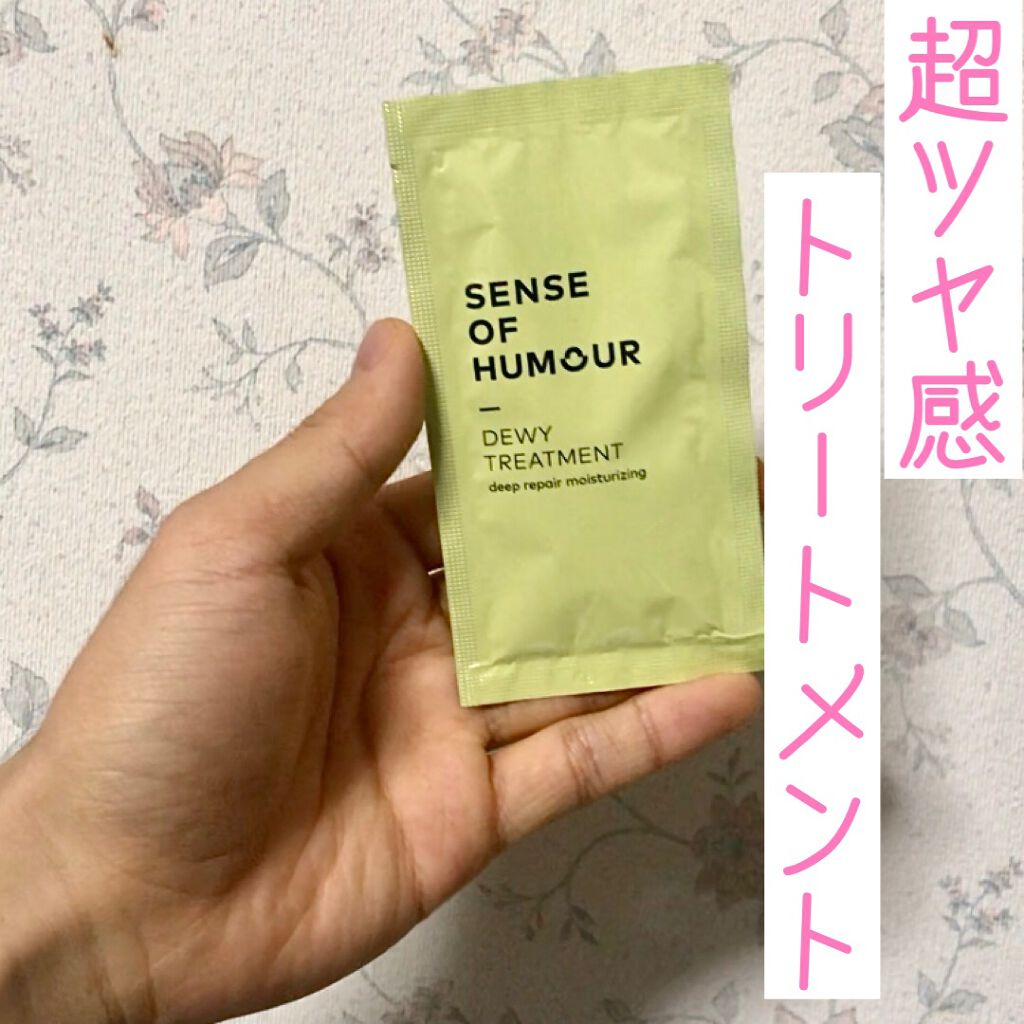 超ツヤ感
トリートメント
SENSE
OF
HUMOUR
DEWY
TREATMENT
deep repair moisturizing